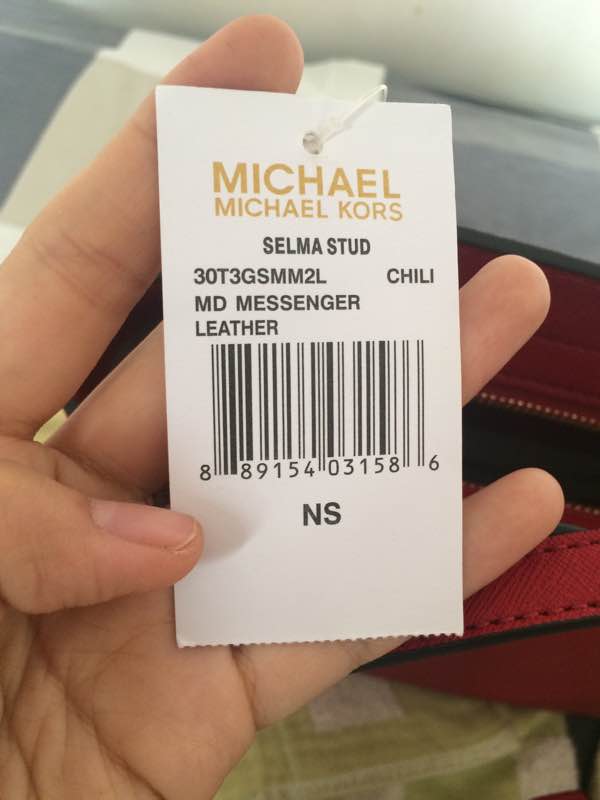 MICHAEL
MICHAEL KORS
SELMA STUD
30T3GSMM2L CHILI
MD MESSENGER
LEATHER
8 89154 03158 6
NS